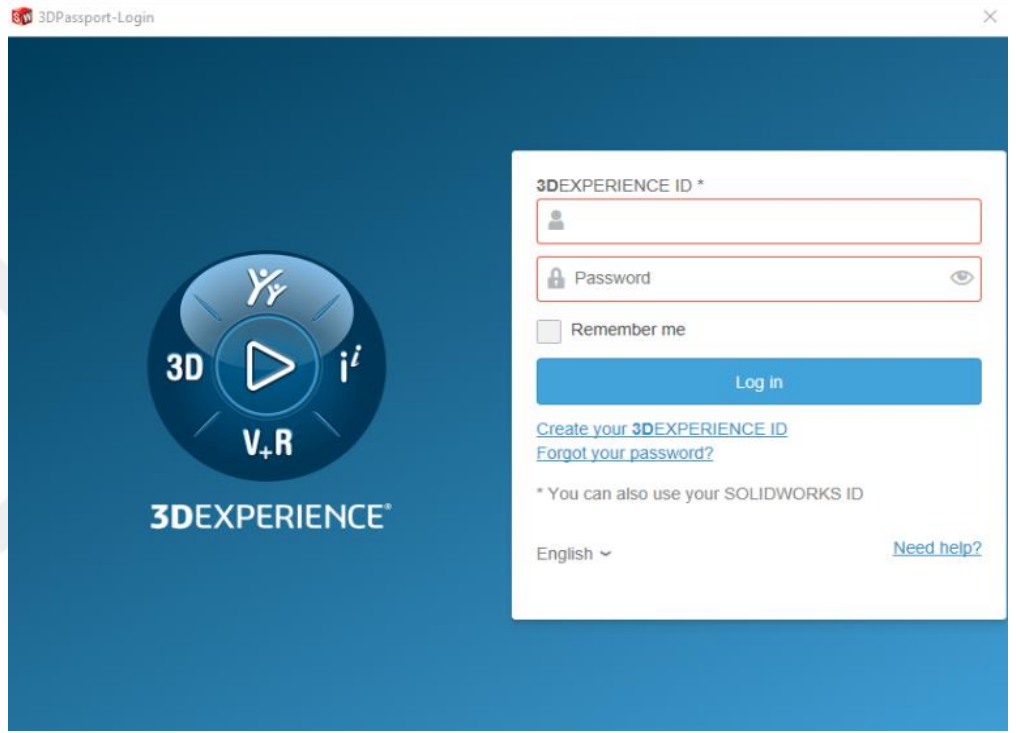 3DPassport-Login
3DEXPERIENCE ID *
Password
Remember me
Log in
Create your 3DEXPERIENCE ID
Forgot your password?
* You can also use your SOLIDWORKS ID
English
Need help?
3D
i i
V+R
3DEXPERIENCE®